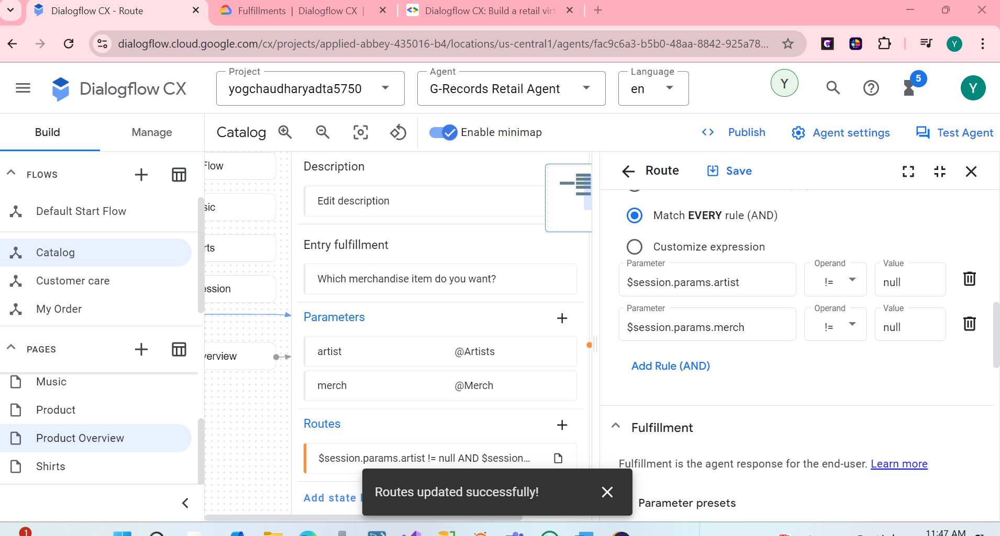 Dialogflow CX - Route
Fulfillments | Dialogflow CX |
Dialogflow CX: Build a retail virt
dialogflow.cloud.google.com/cx/projects/applied-abbey-435016-b4/locations/us-central1/agents/fac9c6a3-b5b0-48aa-8842-925a78...
Y
Dialogflow CX
Project
yogchaudharyadta5750
Agent
G-Records Retail Agent
Language
en
Y
5
Y
Build
Manage
Catalog
Enable minimap
Publish
Agent settings
Test Agent
FLOWS
Default Start Flow
Catalog
Customer care
My Order
PAGES
Music
Product
Product Overview
Shirts
Flow
sic
rts
ession
verview
Description
Edit description
Entry fulfillment
Which merchandise item do you want?
Parameters
artist @Artists
merch @Merch
Routes
$session.params.artist != null AND $session...
Add state
Routes updated successfully!
Route
Save
Match EVERY rule (AND)
Customize expression
Parameter Operand Value
$session.params.artist != null
Parameter Operand Value
$session.params.merch != null
Add Rule (AND)
Fulfillment
Fulfillment is the agent response for the end-user. Learn more
Parameter presets
1
11:47 AM